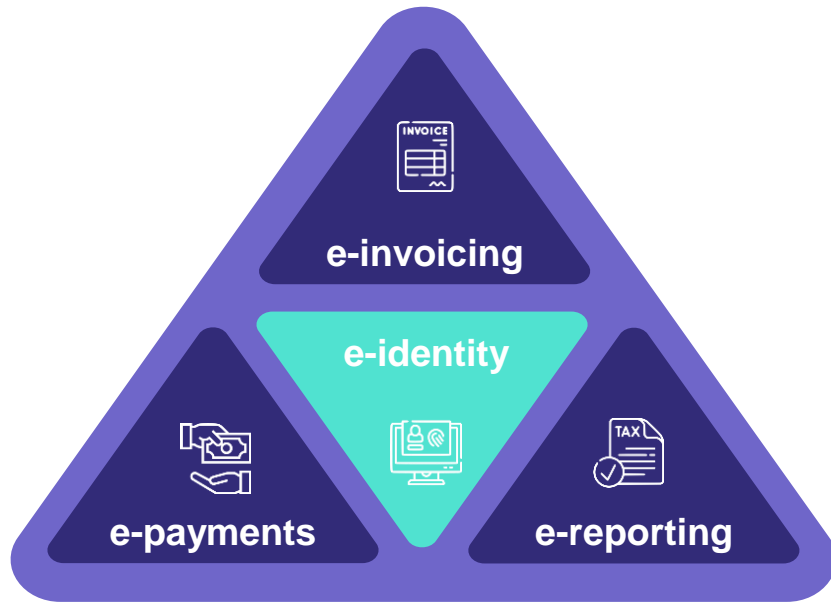 INVOICE
e-invoicing
e-identity
TAX
e-payments
e-reporting